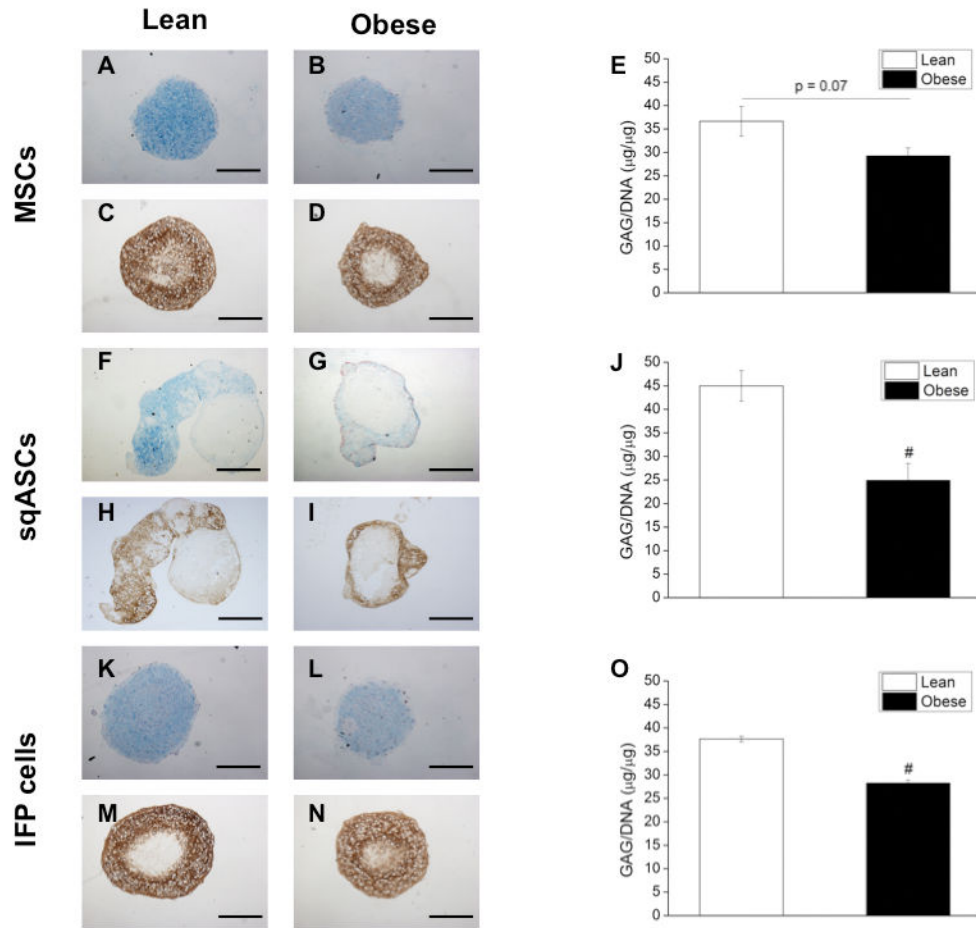 Lean Obese
MSCs
A
B
C
D
E
50
45
40
35
30
25
20
15
10
5
0
GAG/DNA (µg/µg)
p = 0.07
Lean
Obese
sqASCs
F
G
H
I
J
50
45
40
35
30
25
20
15
10
5
0
GAG/DNA (µg/µg)
#
Lean
Obese
IFP cells
K
L
M
N
O
50
45
40
35
30
25
20
15
10
5
0
GAG/DNA (µg/µg)
#
Lean
Obese